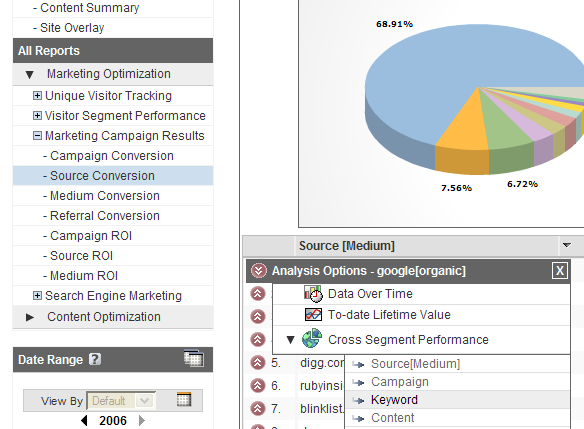 - Content Summary
- Site Overlay
All Reports
Marketing Optimization
Unique Visitor Tracking
Visitor Segment Performance
Marketing Campaign Results
- Campaign Conversion
- Source Conversion
- Medium Conversion
- Referral Conversion
- Campaign ROI
- Source ROI
- Medium ROI
Search Engine Marketing
Content Optimization
Date Range ?
View By Default
2006
68.91%
7.56%
6.72%
Source [Medium]
Analysis Options - google[organic] X
Data Over Time
To-date Lifetime Value
Cross Segment Performance
5. digg.con
Source[Medium]
6. rubyinsi
Campaign
Keyword
7. blinklist.
Content